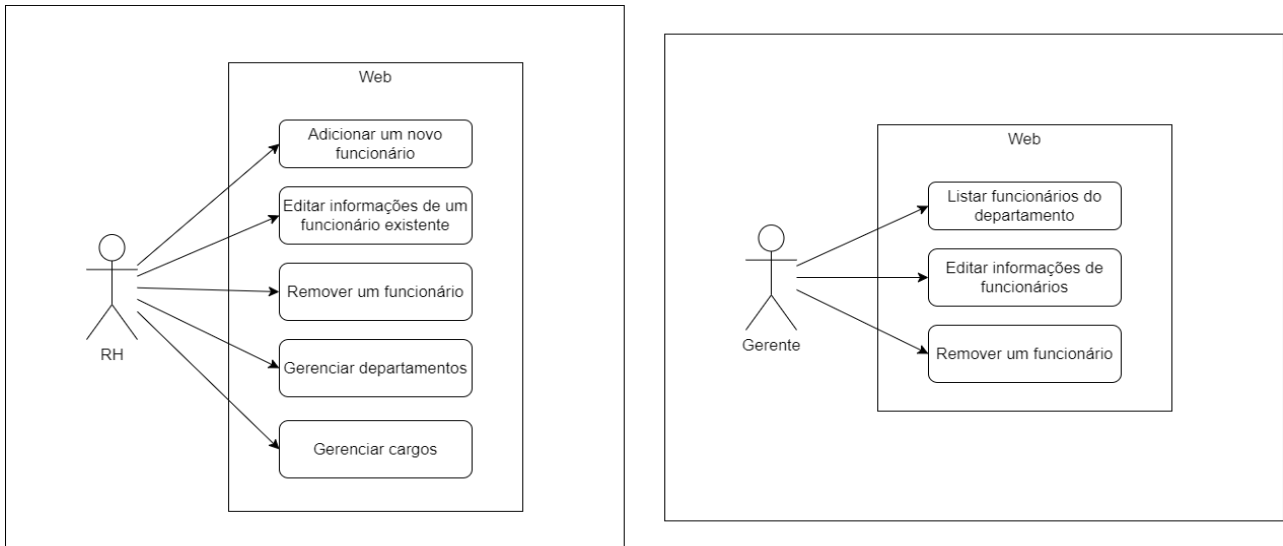 Web
Adicionar um novo
funcionário
Editar informações de um
funcionário existente
Remover um funcionário
RH
Gerenciar departamentos
Gerenciar cargos
Web
Listar funcionários do
departamento
Editar informações de
funcionários
Gerente
Remover um funcionário